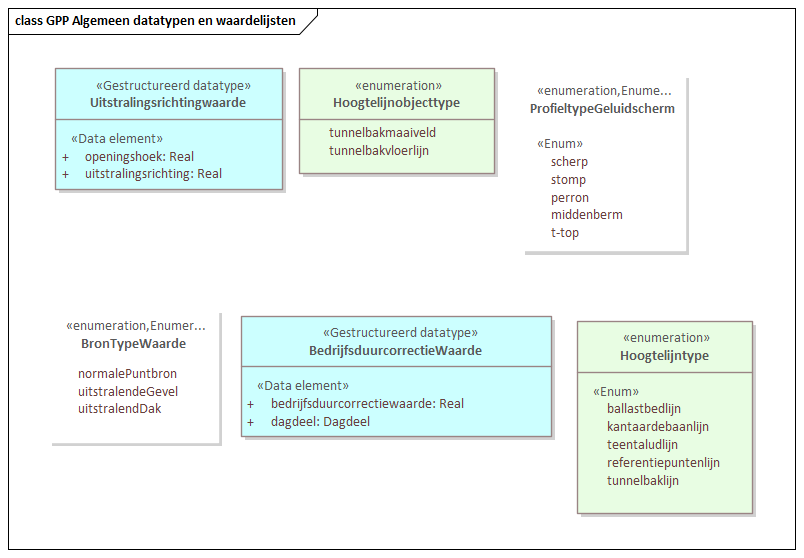 class GPP Algemeen datatypen en waardelijsten
«Gestructureerd datatype»
Uitstralingsrichtingwaarde
«Data element»
+ openingshoek: Real
+ uitstralingsrichting: Real
«enumeration»
Hoogtelijnobjecttype
tunnelbakmaaiveld
tunnelbakvloerlijn
«enumeration,Enume...
ProfieltypeGeluidscherm
«Enum»
scherp
stomp
perron
middenberm
t-top
«enumeration,Enumer...
BronTypeWaarde
normalePuntbron
uitstralendeGevel
uitstralendDak
«Gestructureerd datatype»
BedrijfsduurcorrectieWaarde
«Data element»
+ bedrijfsduurcorrectiewaarde: Real
+ dagdeel: Dagdeel
«enumeration»
Hoogtelijntype
«Enum»
ballastbedlijn
kantaardebaanlijn
teentaludlijn
referentiepuntenlijn
tunnelbaklijn